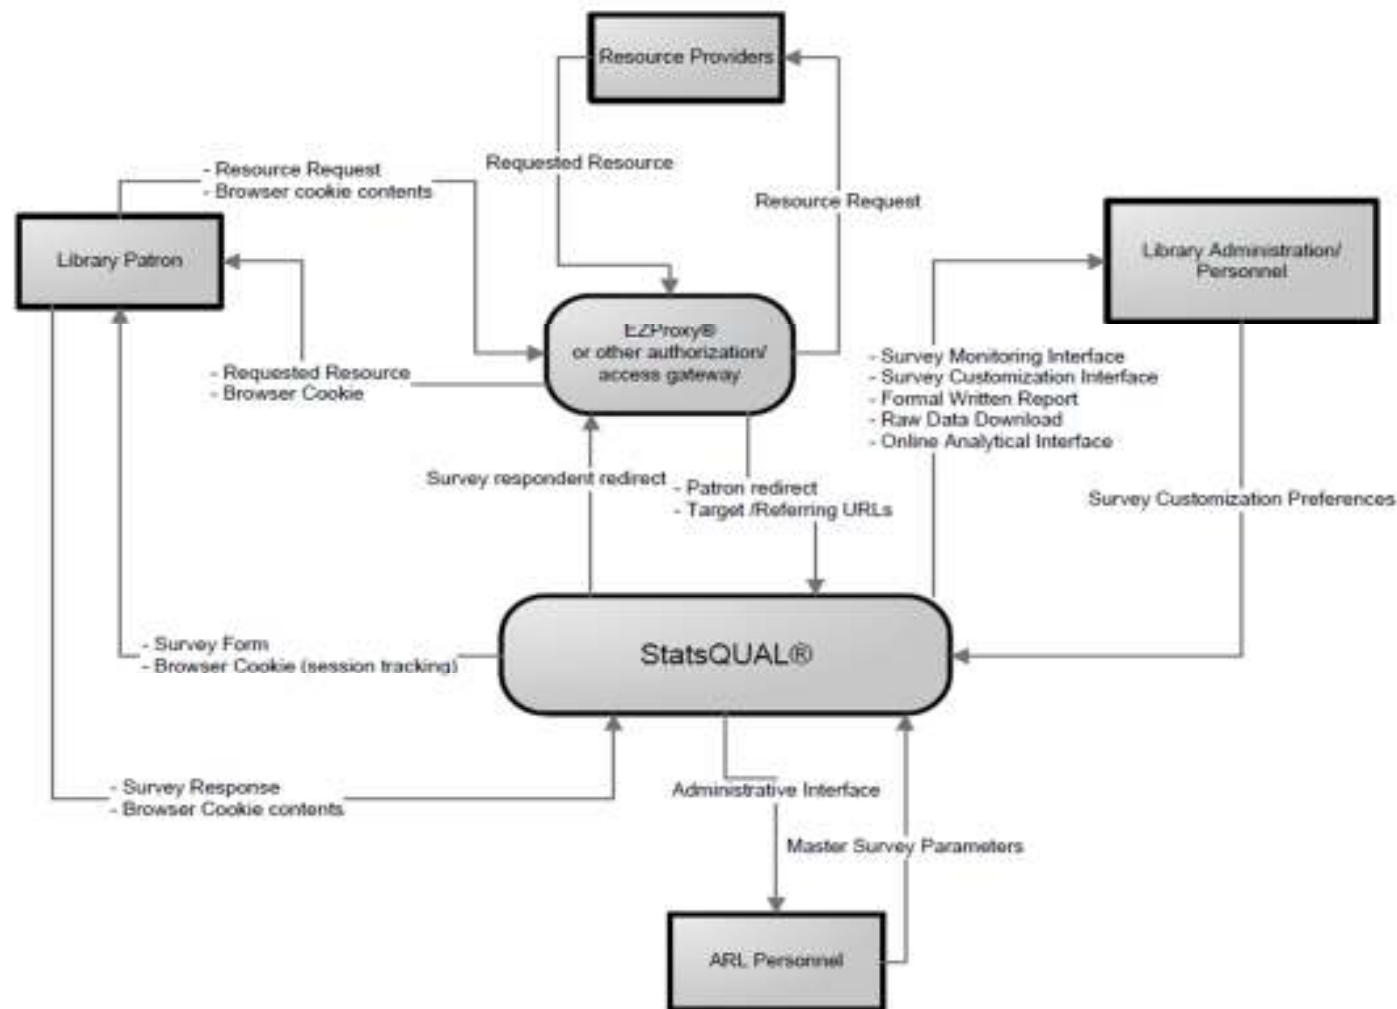 Resource Providers
Requested Resource
- Resource Request
- Browser cookie contents
Resource Request
Library Patron
Library Administration/
Personnel
EZProxy®
or other authorization/
access gateway
- Requested Resource
- Browser Cookie
- Survey Monitoring Interface
- Survey Customization Interface
- Formal Written Report
- Raw Data Download
- Online Analytical Interface
Survey respondent redirect
- Patron redirect
- Target /Referring URLs
Survey Customization Preferences
- Survey Form
- Browser Cookie (session tracking)
StatsQUAL®
- Survey Response
- Browser Cookie contents
Administrative Interface
Master Survey Parameters
ARL Personnel